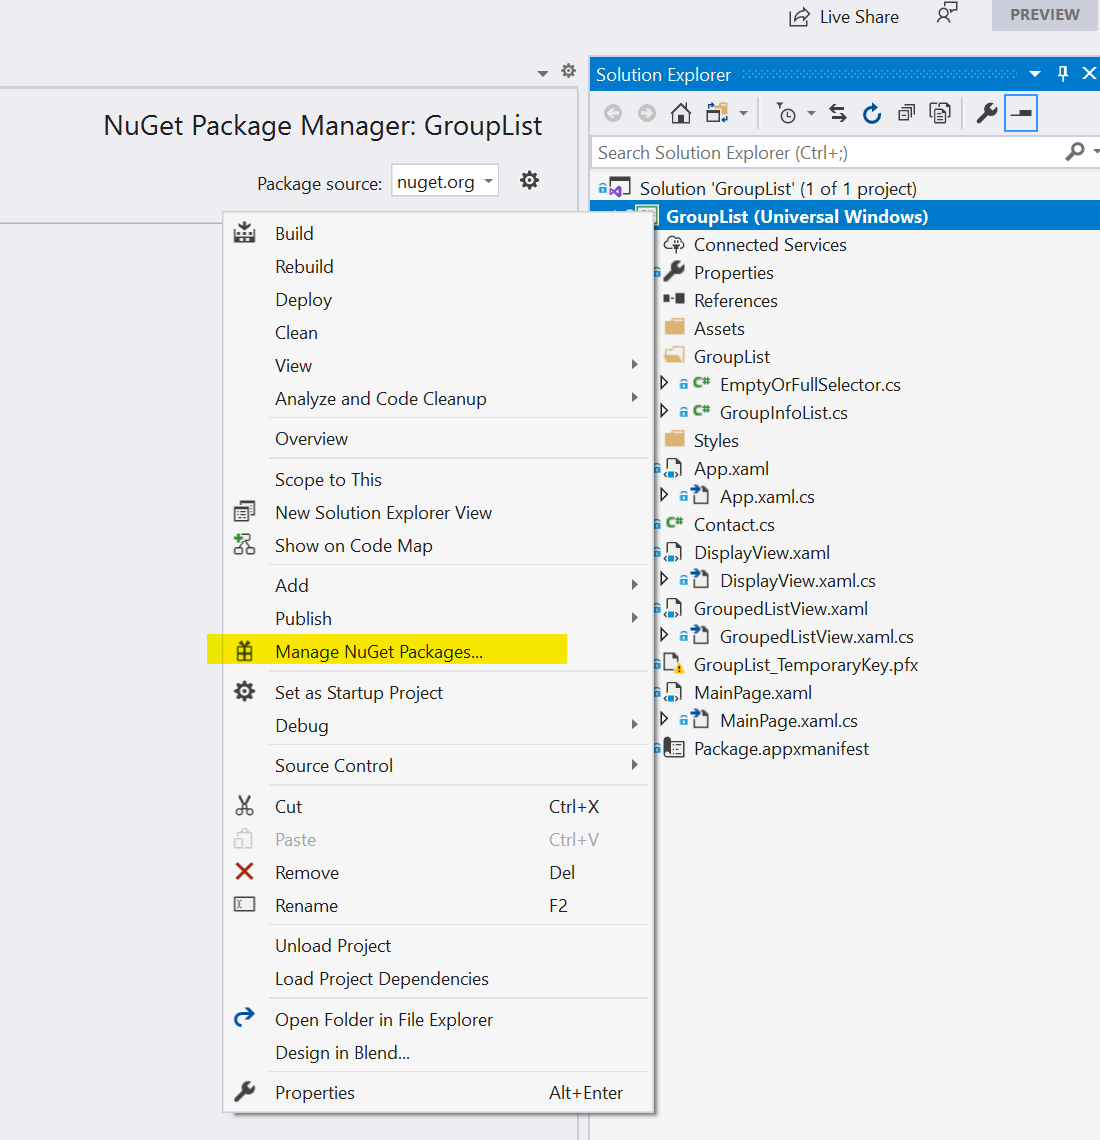 Live Share
PREVIEW
NuGet Package Manager: GroupList
Package source: nuget.org
Build
Rebuild
Deploy
Clean
View
Analyze and Code Cleanup
Overview
Scope to This
New Solution Explorer View
Show on Code Map
Add
Publish
Manage NuGet Packages...
Set as Startup Project
Debug
Source Control
Cut Ctrl+X
Paste Ctrl+V
Remove Del
Rename F2
Unload Project
Load Project Dependencies
Open Folder in File Explorer
Design in Blend...
Properties Alt+Enter
Solution Explorer
Search Solution Explorer (Ctrl+;)
Solution 'GroupList' (1 of 1 project)
GroupList (Universal Windows)
Connected Services
Properties
References
Assets
GroupList
C# EmptyOrFullSelector.cs
C# GroupInfoList.cs
Styles
App.xaml
App.xaml.cs
C# Contact.cs
DisplayView.xaml
DisplayView.xaml.cs
GroupedListView.xaml
GroupedListView.xaml.cs
GroupList_TemporaryKey.pfx
MainPage.xaml
MainPage.xaml.cs
Package.appxmanifest